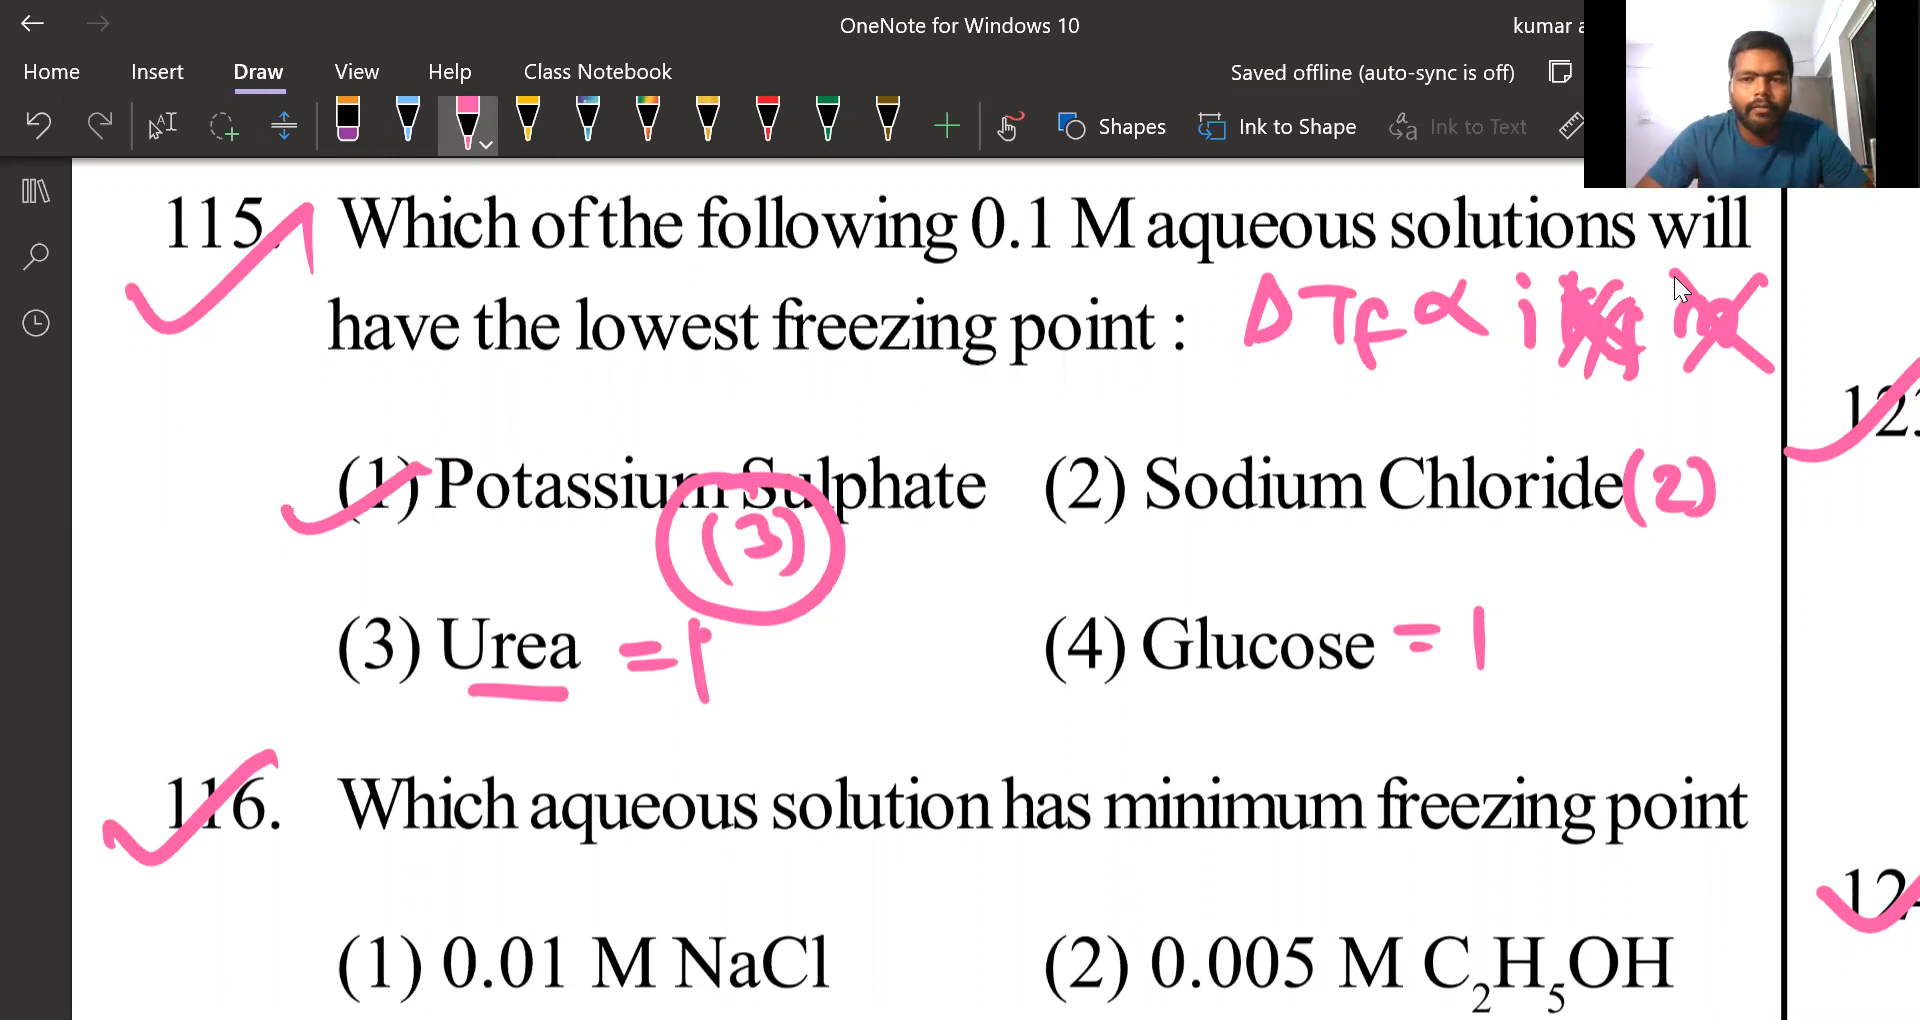 OneNote for Windows 10
kumar a
Home Insert Draw View Help Class Notebook
Saved offline (auto-sync is off)
Shapes Ink to Shape Ink to Text
115. Which of the following 0.1 M aqueous solutions will
have the lowest freezing point : ΔTf ∝ i
(1) Potassium Sulphate (2) Sodium Chloride (2)
(3)
(3) Urea = 1 (4) Glucose = 1
116. Which aqueous solution has minimum freezing point
(1) 0.01 M NaCl (2) 0.005 M C₂H₅OH